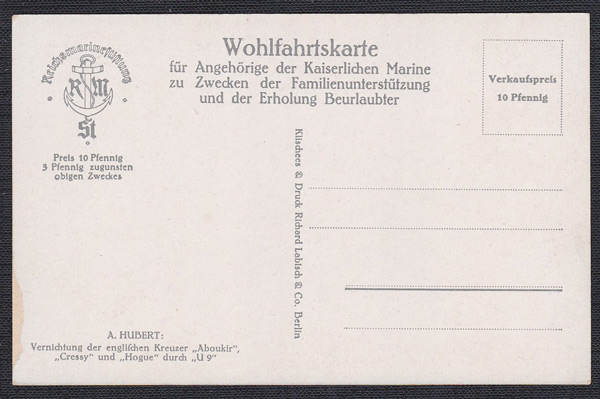 Reichsmarinestiftung
R M
St
Preis 10 Pfennig
3 Pfennig zugunsten
obigen Zweckes
Wohlfahrtskarte
für Angehörige der Kaiserlichen Marine
zu Zwecken der Familienunterstützung
und der Erholung Beurlaubter
Verkaufspreis
10 Pfennig
Klischees & Druck Richard Labisch & Co. Berlin
A. HUBERT:
Vernichtung der englischen Kreuzer „Aboukir",
„Cressy" und „Hogue" durch „U 9"